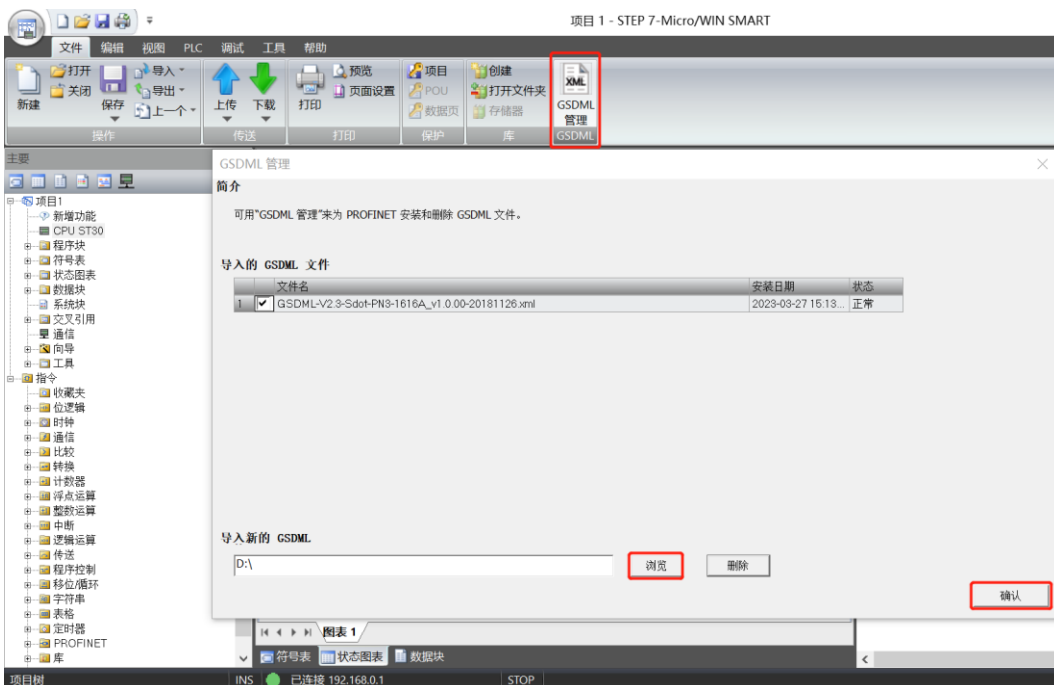 项目 1 - STEP 7-Micro/WIN SMART
文件 编辑 视图 PLC 调试 工具 帮助
新建 打开 关闭 保存 导入 导出 上一个
上传 下载
打印 预览 页面设置
项目 POU 数据页
创建 打开文件夹 存储器
XML GSDML 管理
操作 传送 打印 保护 库 GSDML
主要
项目1
新增功能
CPU ST30
程序块
符号表
状态图表
数据块
系统块
交叉引用
通信
向导
工具
指令
收藏夹
位逻辑
时钟
通信
比较
转换
计数器
浮点运算
整数运算
中断
逻辑运算
传送
程序控制
移位/循环
字符串
表格
定时器
PROFINET
库
GSDML 管理
简介
可用“GSDML 管理”来为 PROFINET 安装和删除 GSDML 文件。
导入的 GSDML 文件
文件名 安装日期 状态
1 GSDML-V2.3-Sdot-PN3-1616A_v1.0.00-20181126.xml 2023-03-27 15:13... 正常
导入新的 GSDML
D:\ 浏览 删除
确认
图表 1
符号表 状态图表 数据块
项目树 INS 已连接 192.168.0.1 STOP